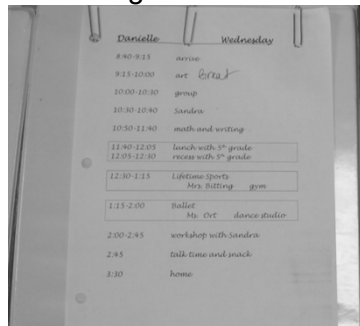 Danielle Wednesday
8:40-9:15 arrive
9:15-10:00 art Great
10:00-10:30 group
10:30-10:40 Sandra
10:50-11:40 math and writing
11:40-12:05 lunch with 5th grade
12:05-12:30 recess with 5th grade
12:30-1:15 Lifetime Sports
Mrs. Bitting gym
1:15-2:00 Ballet
Ms. Ort dance studio
2:00-2:45 workshop with Sandra
2:45 talk time and snack
3:30 home